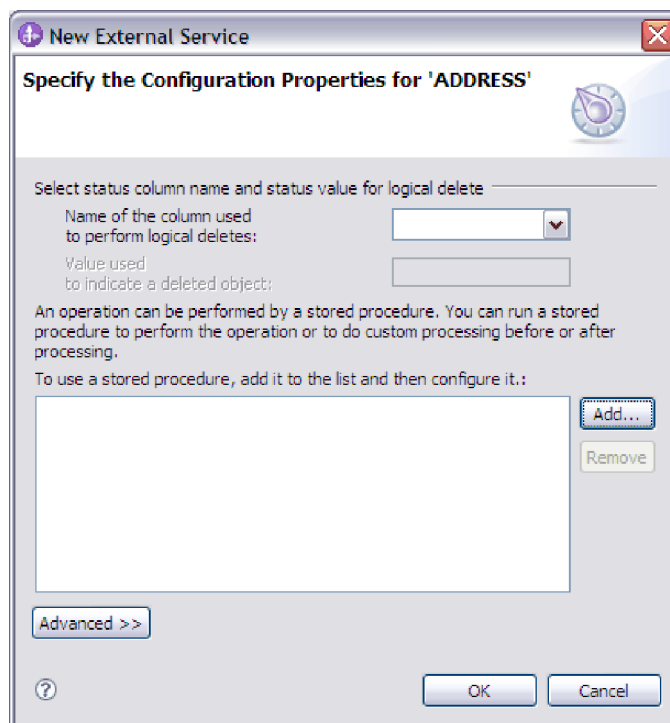 New External Service
Specify the Configuration Properties for 'ADDRESS'
Select status column name and status value for logical delete
Name of the column used
to perform logical deletes:
Value used
to indicate a deleted object:
An operation can be performed by a stored procedure. You can run a stored
procedure to perform the operation or to do custom processing before or after
processing.
To use a stored procedure, add it to the list and then configure it.:
Add...
Remove
Advanced >>
?
OK
Cancel